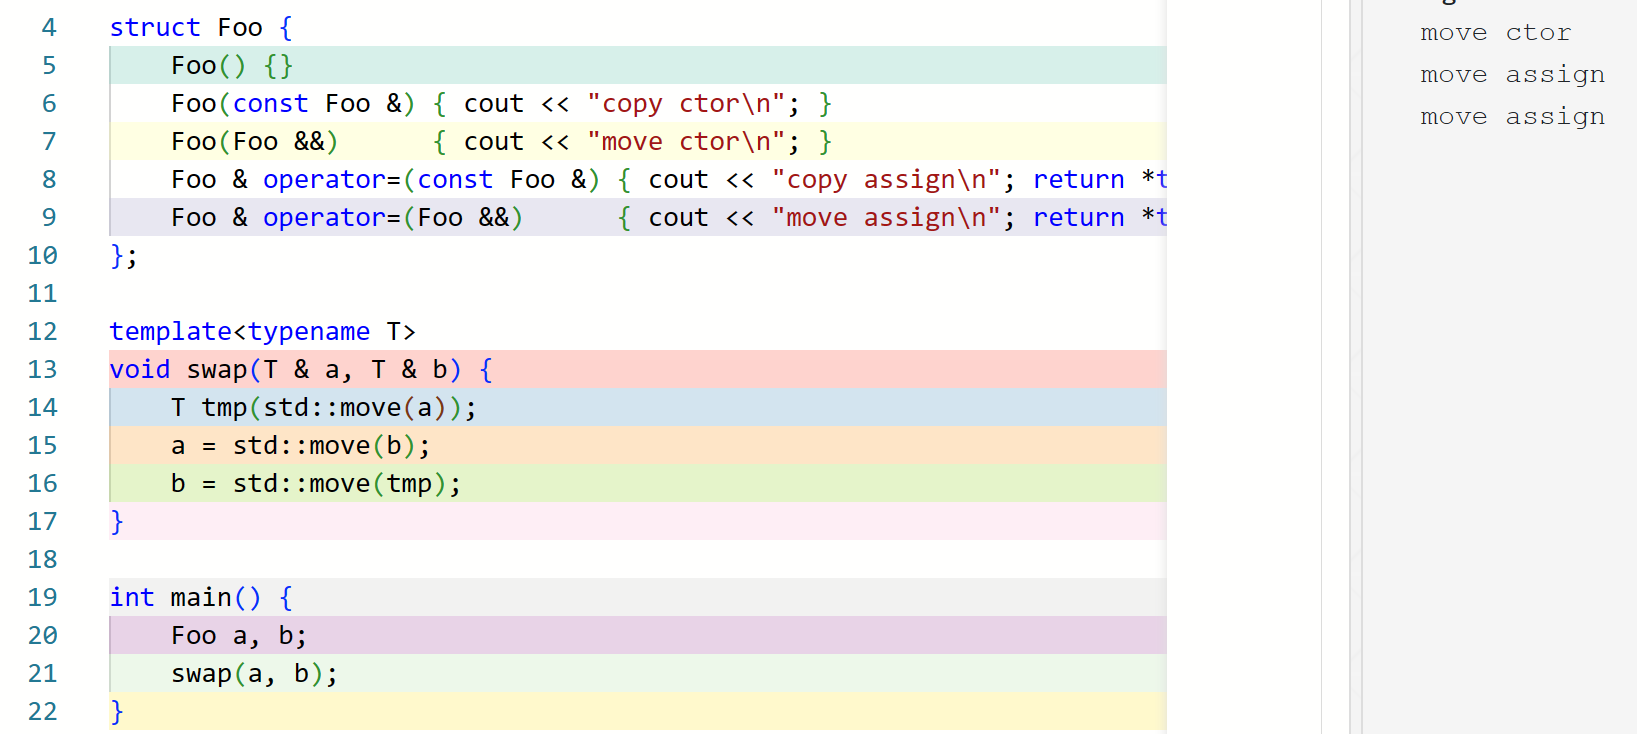 4 struct Foo {
5     Foo() {}
6     Foo(const Foo &) { cout << "copy ctor\n"; }
7     Foo(Foo &&)      { cout << "move ctor\n"; }
8     Foo & operator=(const Foo &) { cout << "copy assign\n"; return *t
9     Foo & operator=(Foo &&)      { cout << "move assign\n"; return *t
10 };
11
12 template<typename T>
13 void swap(T & a, T & b) {
14     T tmp(std::move(a));
15     a = std::move(b);
16     b = std::move(tmp);
17 }
18
19 int main() {
20     Foo a, b;
21     swap(a, b);
22 }
move ctor
move assign
move assign